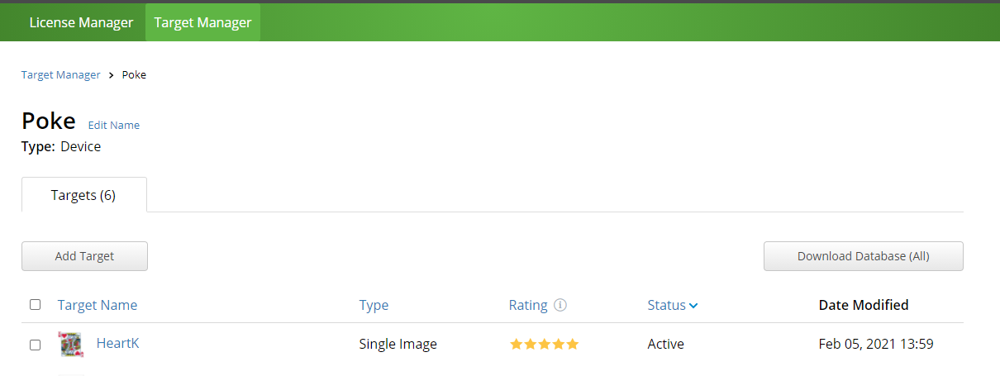 License Manager Target Manager
Target Manager > Poke
Poke Edit Name
Type: Device
Targets (6)
Add Target Download Database (All)
Target Name Type Rating Status Date Modified
HeartK Single Image Active Feb 05, 2021 13:59